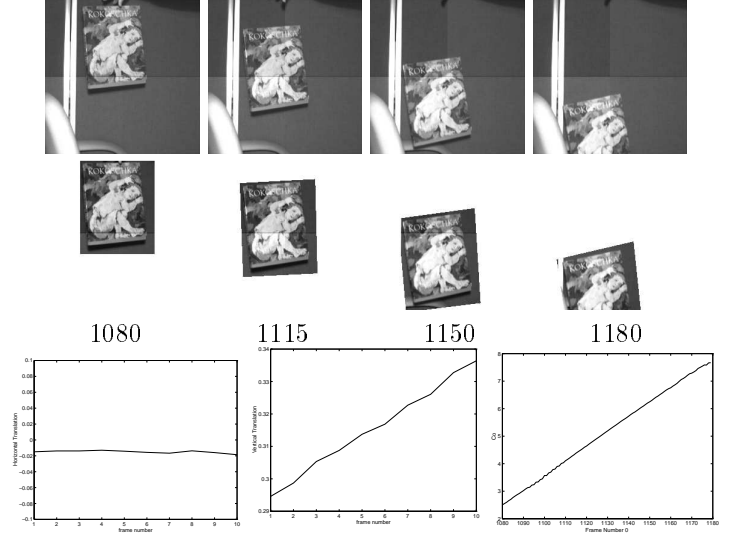 KOKOSCHKA
KOKOSCHKA
KOKOSCHKA
KOKOSCHKA
KOKOSCHKA
KOKOSCHKA
KOKOSCHKA
KOKOSCHKA
1080 1115 1150 1180
0.1
0.08
0.06
0.04
0.02
0
−0.02
−0.04
−0.06
−0.08
−0.1
Horizontal Translation
1 2 3 4 5 6 7 8 9 10
frame number
0.34
0.33
0.32
0.31
0.3
0.29
Vertical Translation
1 2 3 4 5 6 7 8 9 10
frame number
8
7
6
5
4
3
2
1080 1090 1100 1110 1120 1130 1140 1150 1160 1170 1180
Frame Number 0